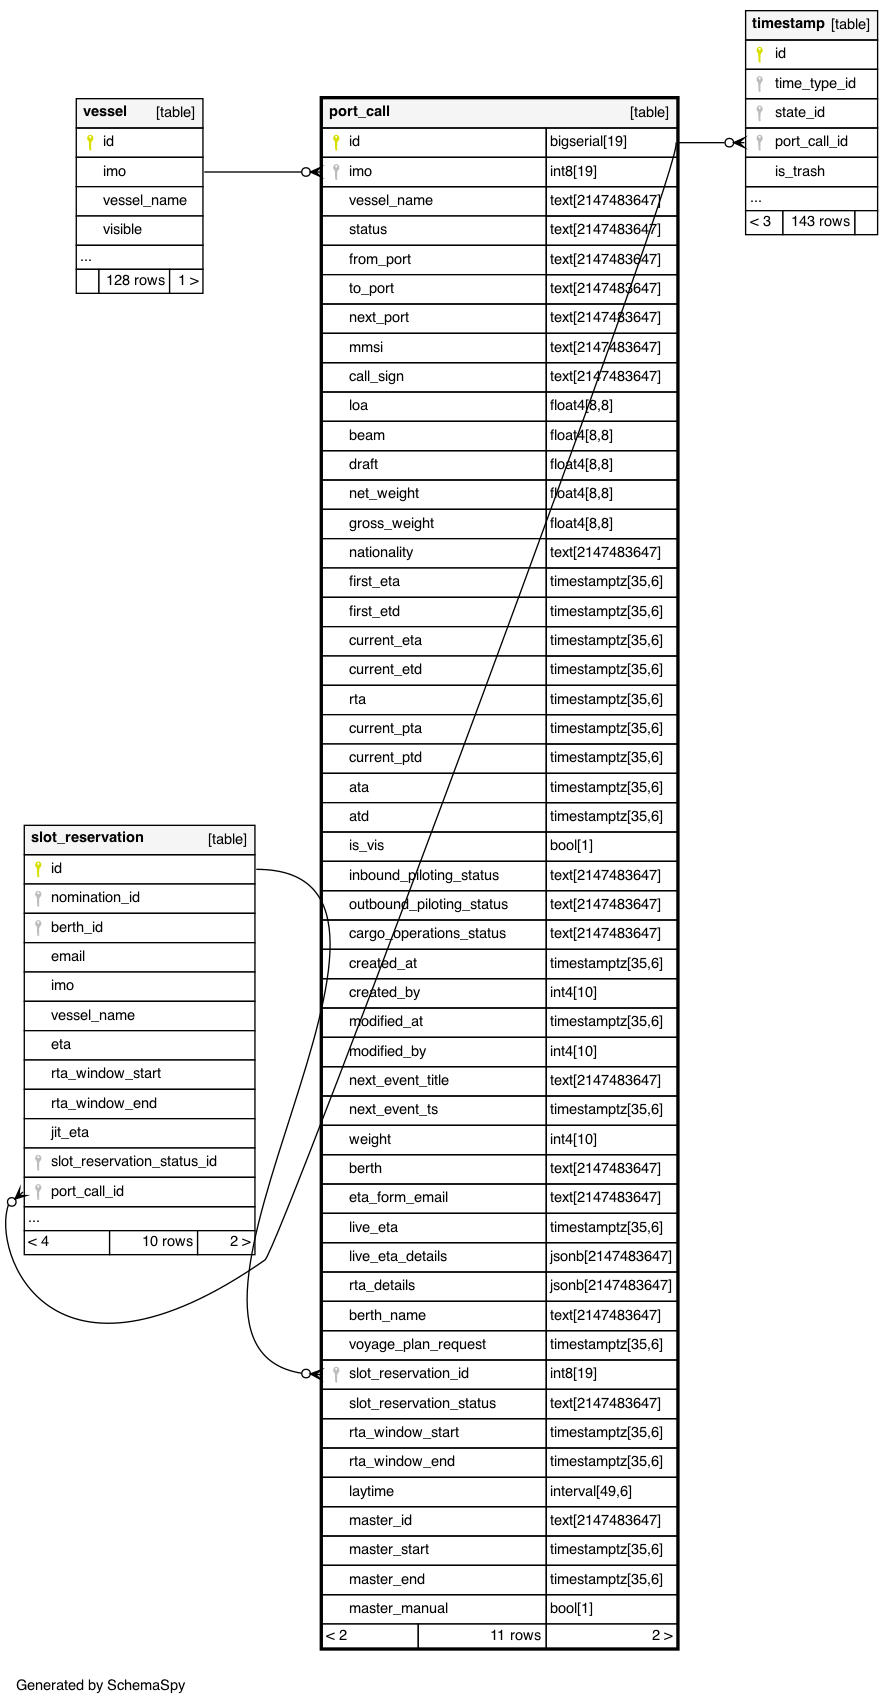 timestamp [table]
id
time_type_id
state_id
port_call_id
is_trash
...
< 3 143 rows
vessel [table]
id
imo
vessel_name
visible
...
128 rows 1 >
port_call [table]
id bigserial[19]
imo int8[19]
vessel_name text[2147483647]
status text[2147483647]
from_port text[2147483647]
to_port text[2147483647]
next_port text[2147483647]
mmsi text[2147483647]
call_sign text[2147483647]
loa float4[8,8]
beam float4[8,8]
draft float4[8,8]
net_weight float4[8,8]
gross_weight float4[8,8]
nationality text[2147483647]
first_eta timestamptz[35,6]
first_etd timestamptz[35,6]
current_eta timestamptz[35,6]
current_etd timestamptz[35,6]
rta timestamptz[35,6]
current_pta timestamptz[35,6]
current_ptd timestamptz[35,6]
ata timestamptz[35,6]
atd timestamptz[35,6]
is_vis bool[1]
inbound_piloting_status text[2147483647]
outbound_piloting_status text[2147483647]
cargo_operations_status text[2147483647]
created_at timestamptz[35,6]
created_by int4[10]
modified_at timestamptz[35,6]
modified_by int4[10]
next_event_title text[2147483647]
next_event_ts timestamptz[35,6]
weight int4[10]
berth text[2147483647]
eta_form_email text[2147483647]
live_eta timestamptz[35,6]
live_eta_details jsonb[2147483647]
rta_details jsonb[2147483647]
berth_name text[2147483647]
voyage_plan_request timestamptz[35,6]
slot_reservation_id int8[19]
slot_reservation_status text[2147483647]
rta_window_start timestamptz[35,6]
rta_window_end timestamptz[35,6]
laytime interval[49,6]
master_id text[2147483647]
master_start timestamptz[35,6]
master_end timestamptz[35,6]
master_manual bool[1]
< 2 11 rows 2 >
slot_reservation [table]
id
nomination_id
berth_id
email
imo
vessel_name
eta
rta_window_start
rta_window_end
jit_eta
slot_reservation_status_id
port_call_id
...
< 4 10 rows 2 >
Generated by SchemaSpy